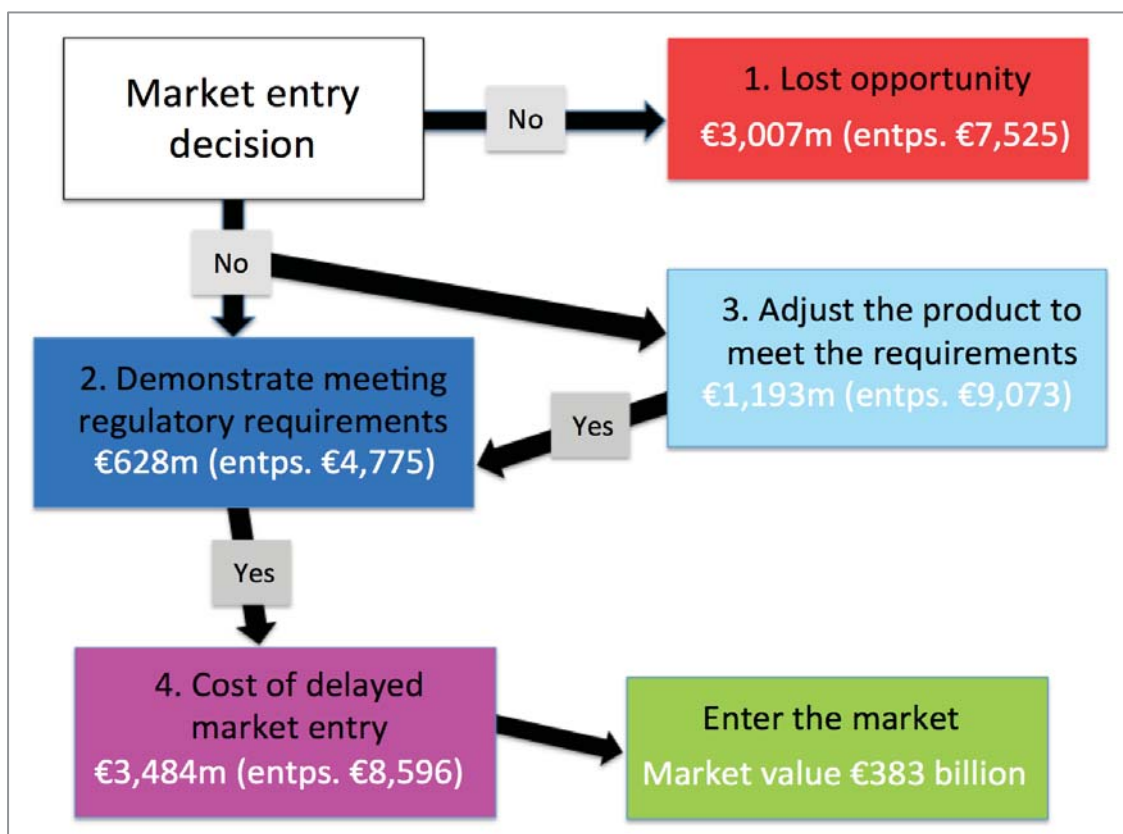 Market entry
decision
No
1. Lost opportunity
€3,007m (entps. €7,525)
No
3. Adjust the product to
meet the requirements
€1,193m (entps. €9,073)
2. Demonstrate meeting
regulatory requirements
€628m (entps. €4,775)
Yes
Yes
4. Cost of delayed
market entry
€3,484m (entps. €8,596)
Enter the market
Market value €383 billion